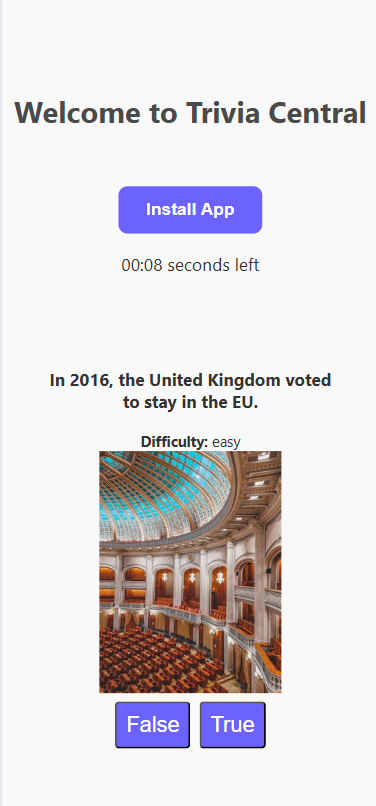 Welcome to Trivia Central
Install App
00:08 seconds left
In 2016, the United Kingdom voted
to stay in the EU.
Difficulty: easy
False True